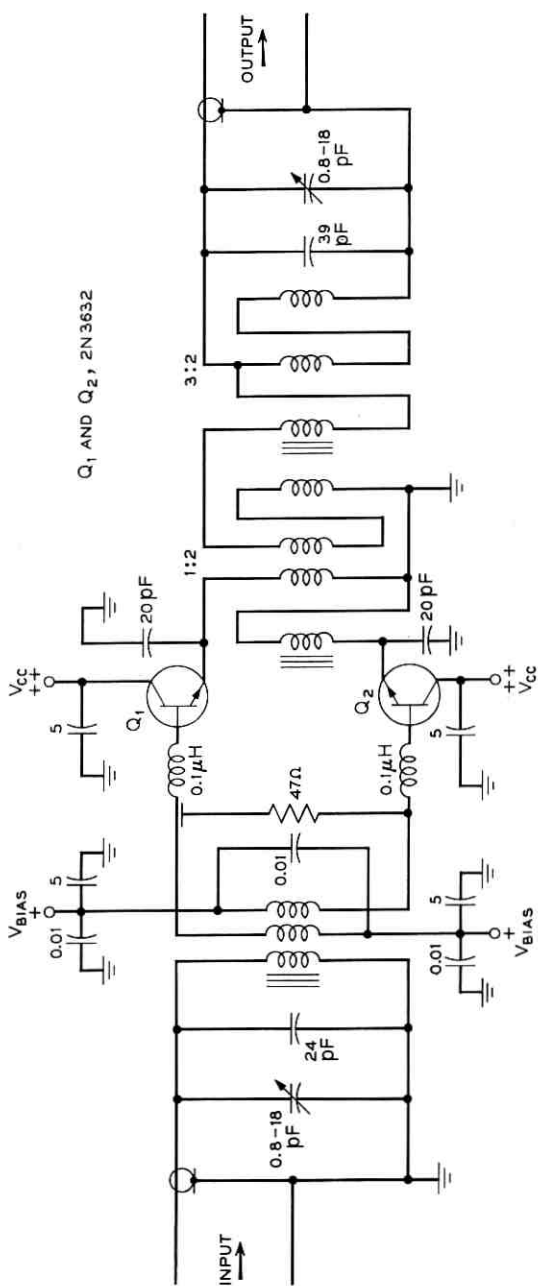 Q1 AND Q2, 2N3632
INPUT
0.8-18
pF
24
pF
VBIAS
+
0.01
5
0.01
5
+
VBIAS
0.01
47Ω
0.1μH
0.1μH
VCC
++
5
Q1
20pF
Q2
5
++
VCC
20pF
1:2
3:2
39
pF
0.8-18
pF
OUTPUT